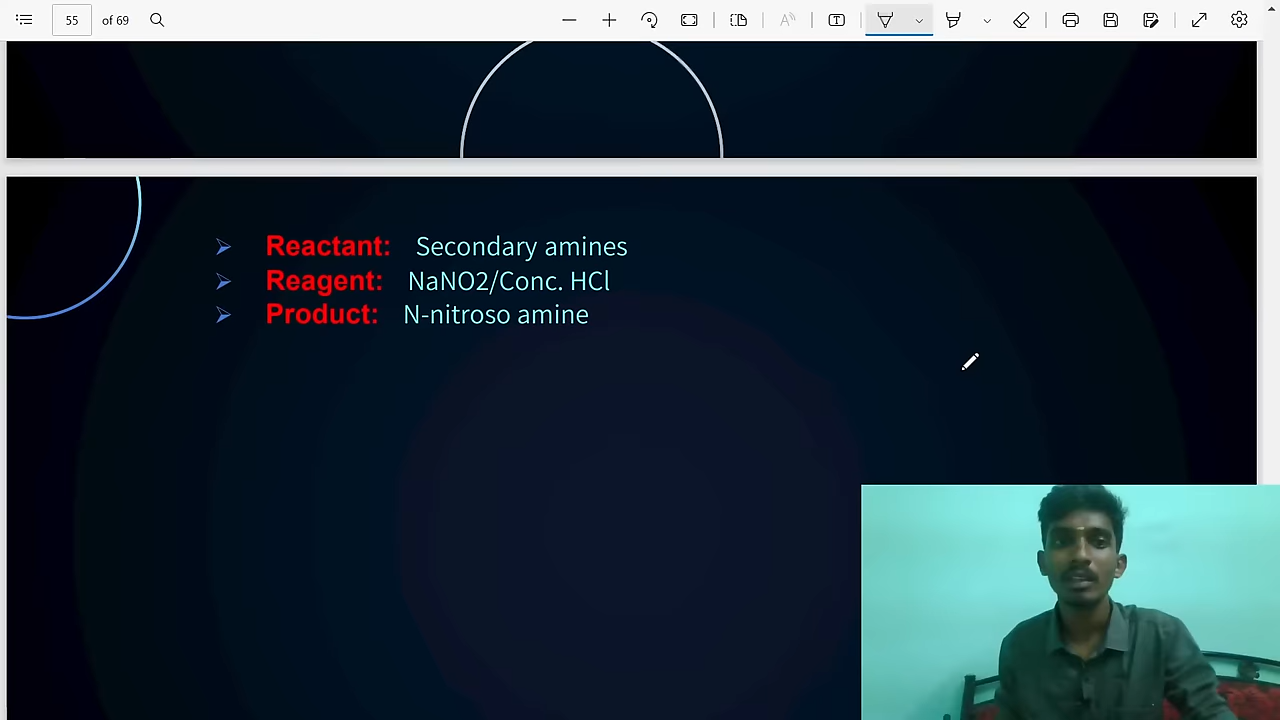 55 of 69
Reactant: Secondary amines
Reagent: NaNO2/Conc. HCl
Product: N-nitroso amine